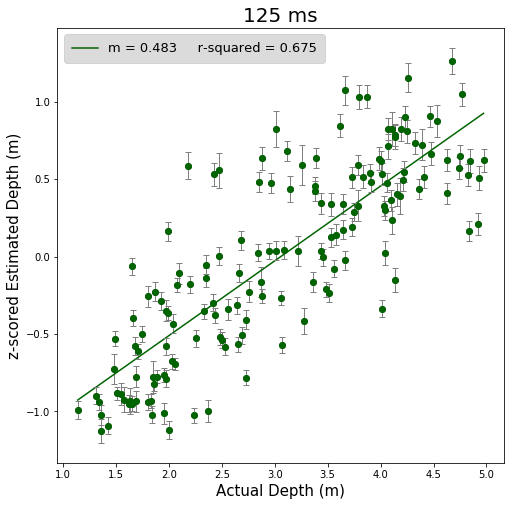 125 ms
m = 0.483 r-squared = 0.675
z-scored Estimated Depth (m)
1.0
0.5
0.0
−0.5
−1.0
1.0 1.5 2.0 2.5 3.0 3.5 4.0 4.5 5.0
Actual Depth (m)